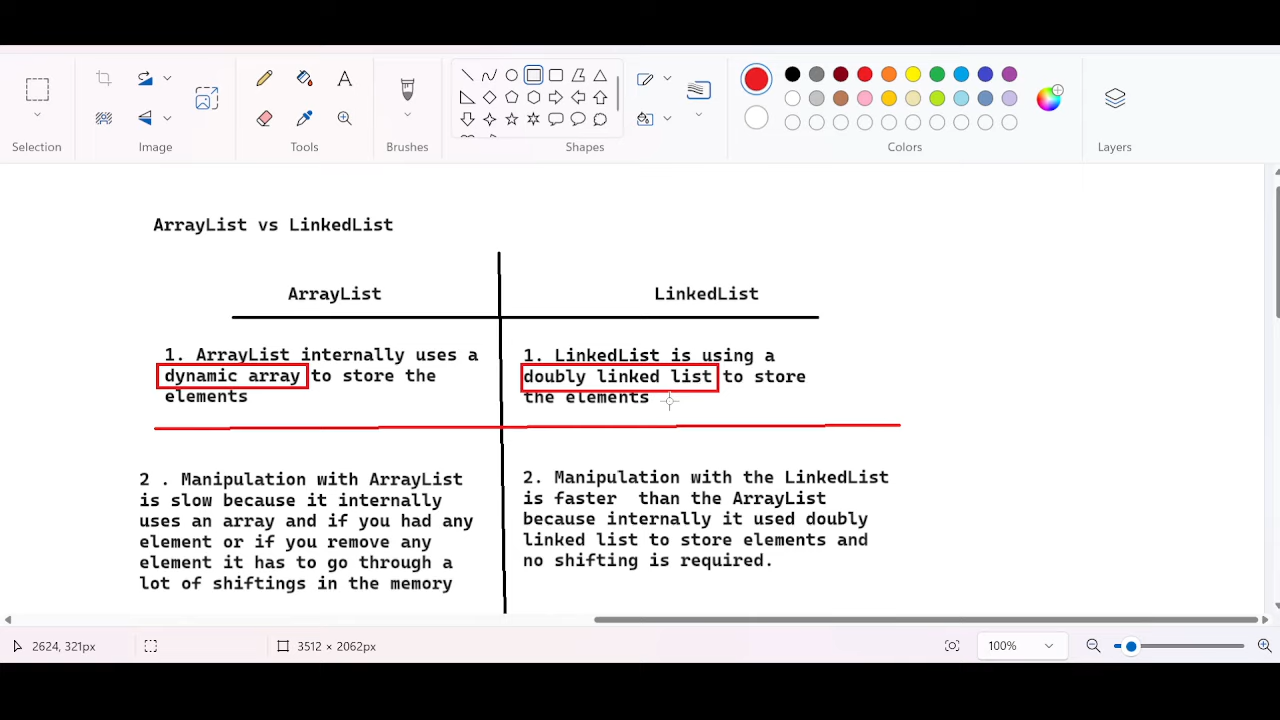 Selection
Image
Tools
Brushes
Shapes
Colors
Layers
ArrayList vs LinkedList
ArrayList
LinkedList
1. ArrayList internally uses a
dynamic array to store the
elements
1. LinkedList is using a
doubly linked list to store
the elements
2 . Manipulation with ArrayList
is slow because it internally
uses an array and if you had any
element or if you remove any
element it has to go through a
lot of shiftings in the memory
2. Manipulation with the LinkedList
is faster  than the ArrayList
because internally it used doubly
linked list to store elements and
no shifting is required.
2624, 321px
3512 × 2062px
100%